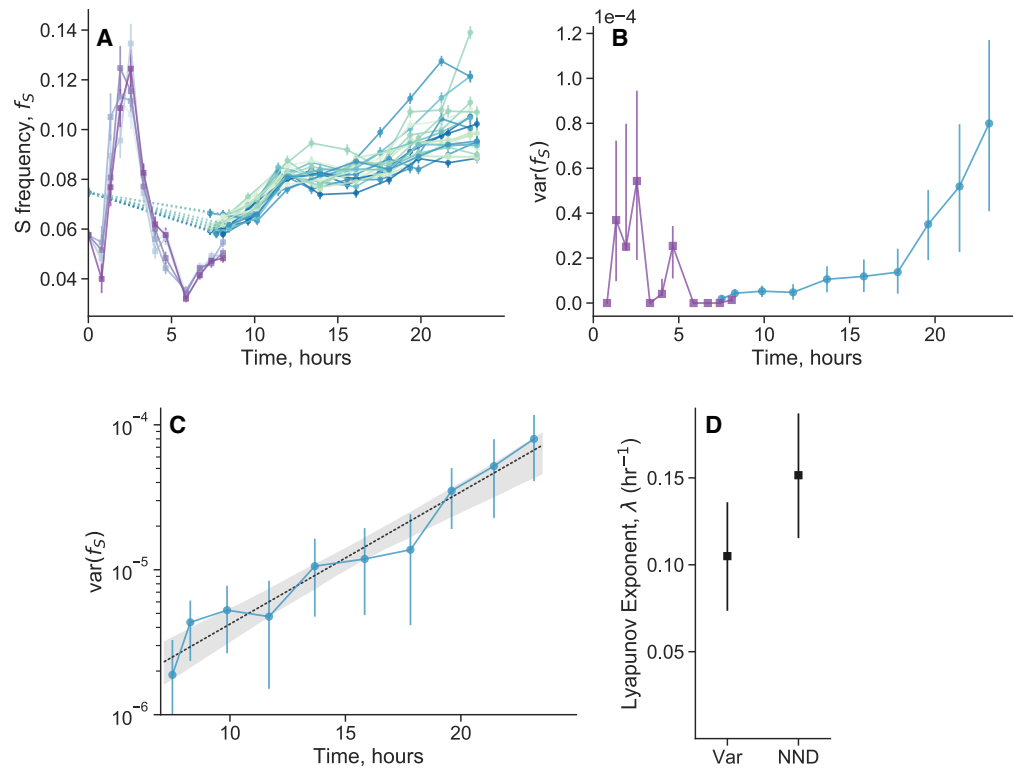 A
0.14
0.12
0.10
0.08
0.06
0.04
S frequency, f_S
0 5 10 15 20
Time, hours
B
1e−4
1.2
1.0
0.8
0.6
0.4
0.2
0.0
var(f_S)
0 5 10 15 20
Time, hours
C
10⁻⁴
10⁻⁵
10⁻⁶
var(f_S)
10 15 20
Time, hours
D
0.15
0.10
0.05
Lyapunov Exponent, λ (hr⁻¹)
Var NND